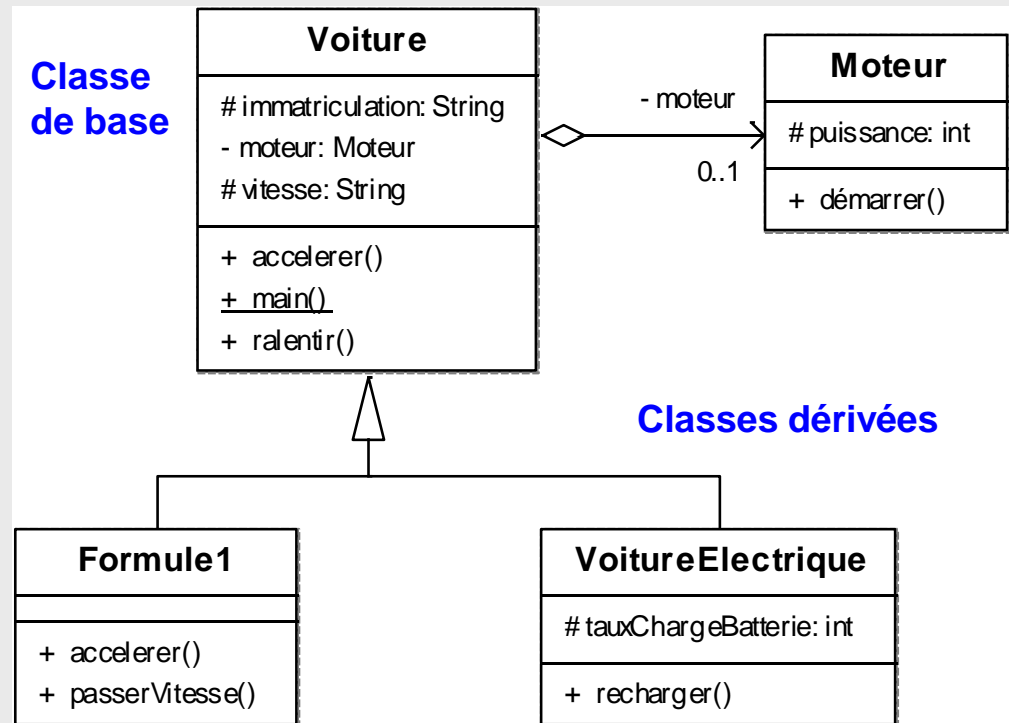 Classe
de base
Voiture
# immatriculation: String
- moteur: Moteur
# vitesse: String
+ accelerer()
+ main()
+ ralentir()
- moteur
0..1
Moteur
# puissance: int
+ démarrer()
Classes dérivées
Formule1
+ accelerer()
+ passerVitesse()
VoitureElectrique
# tauxChargeBatterie: int
+ recharger()